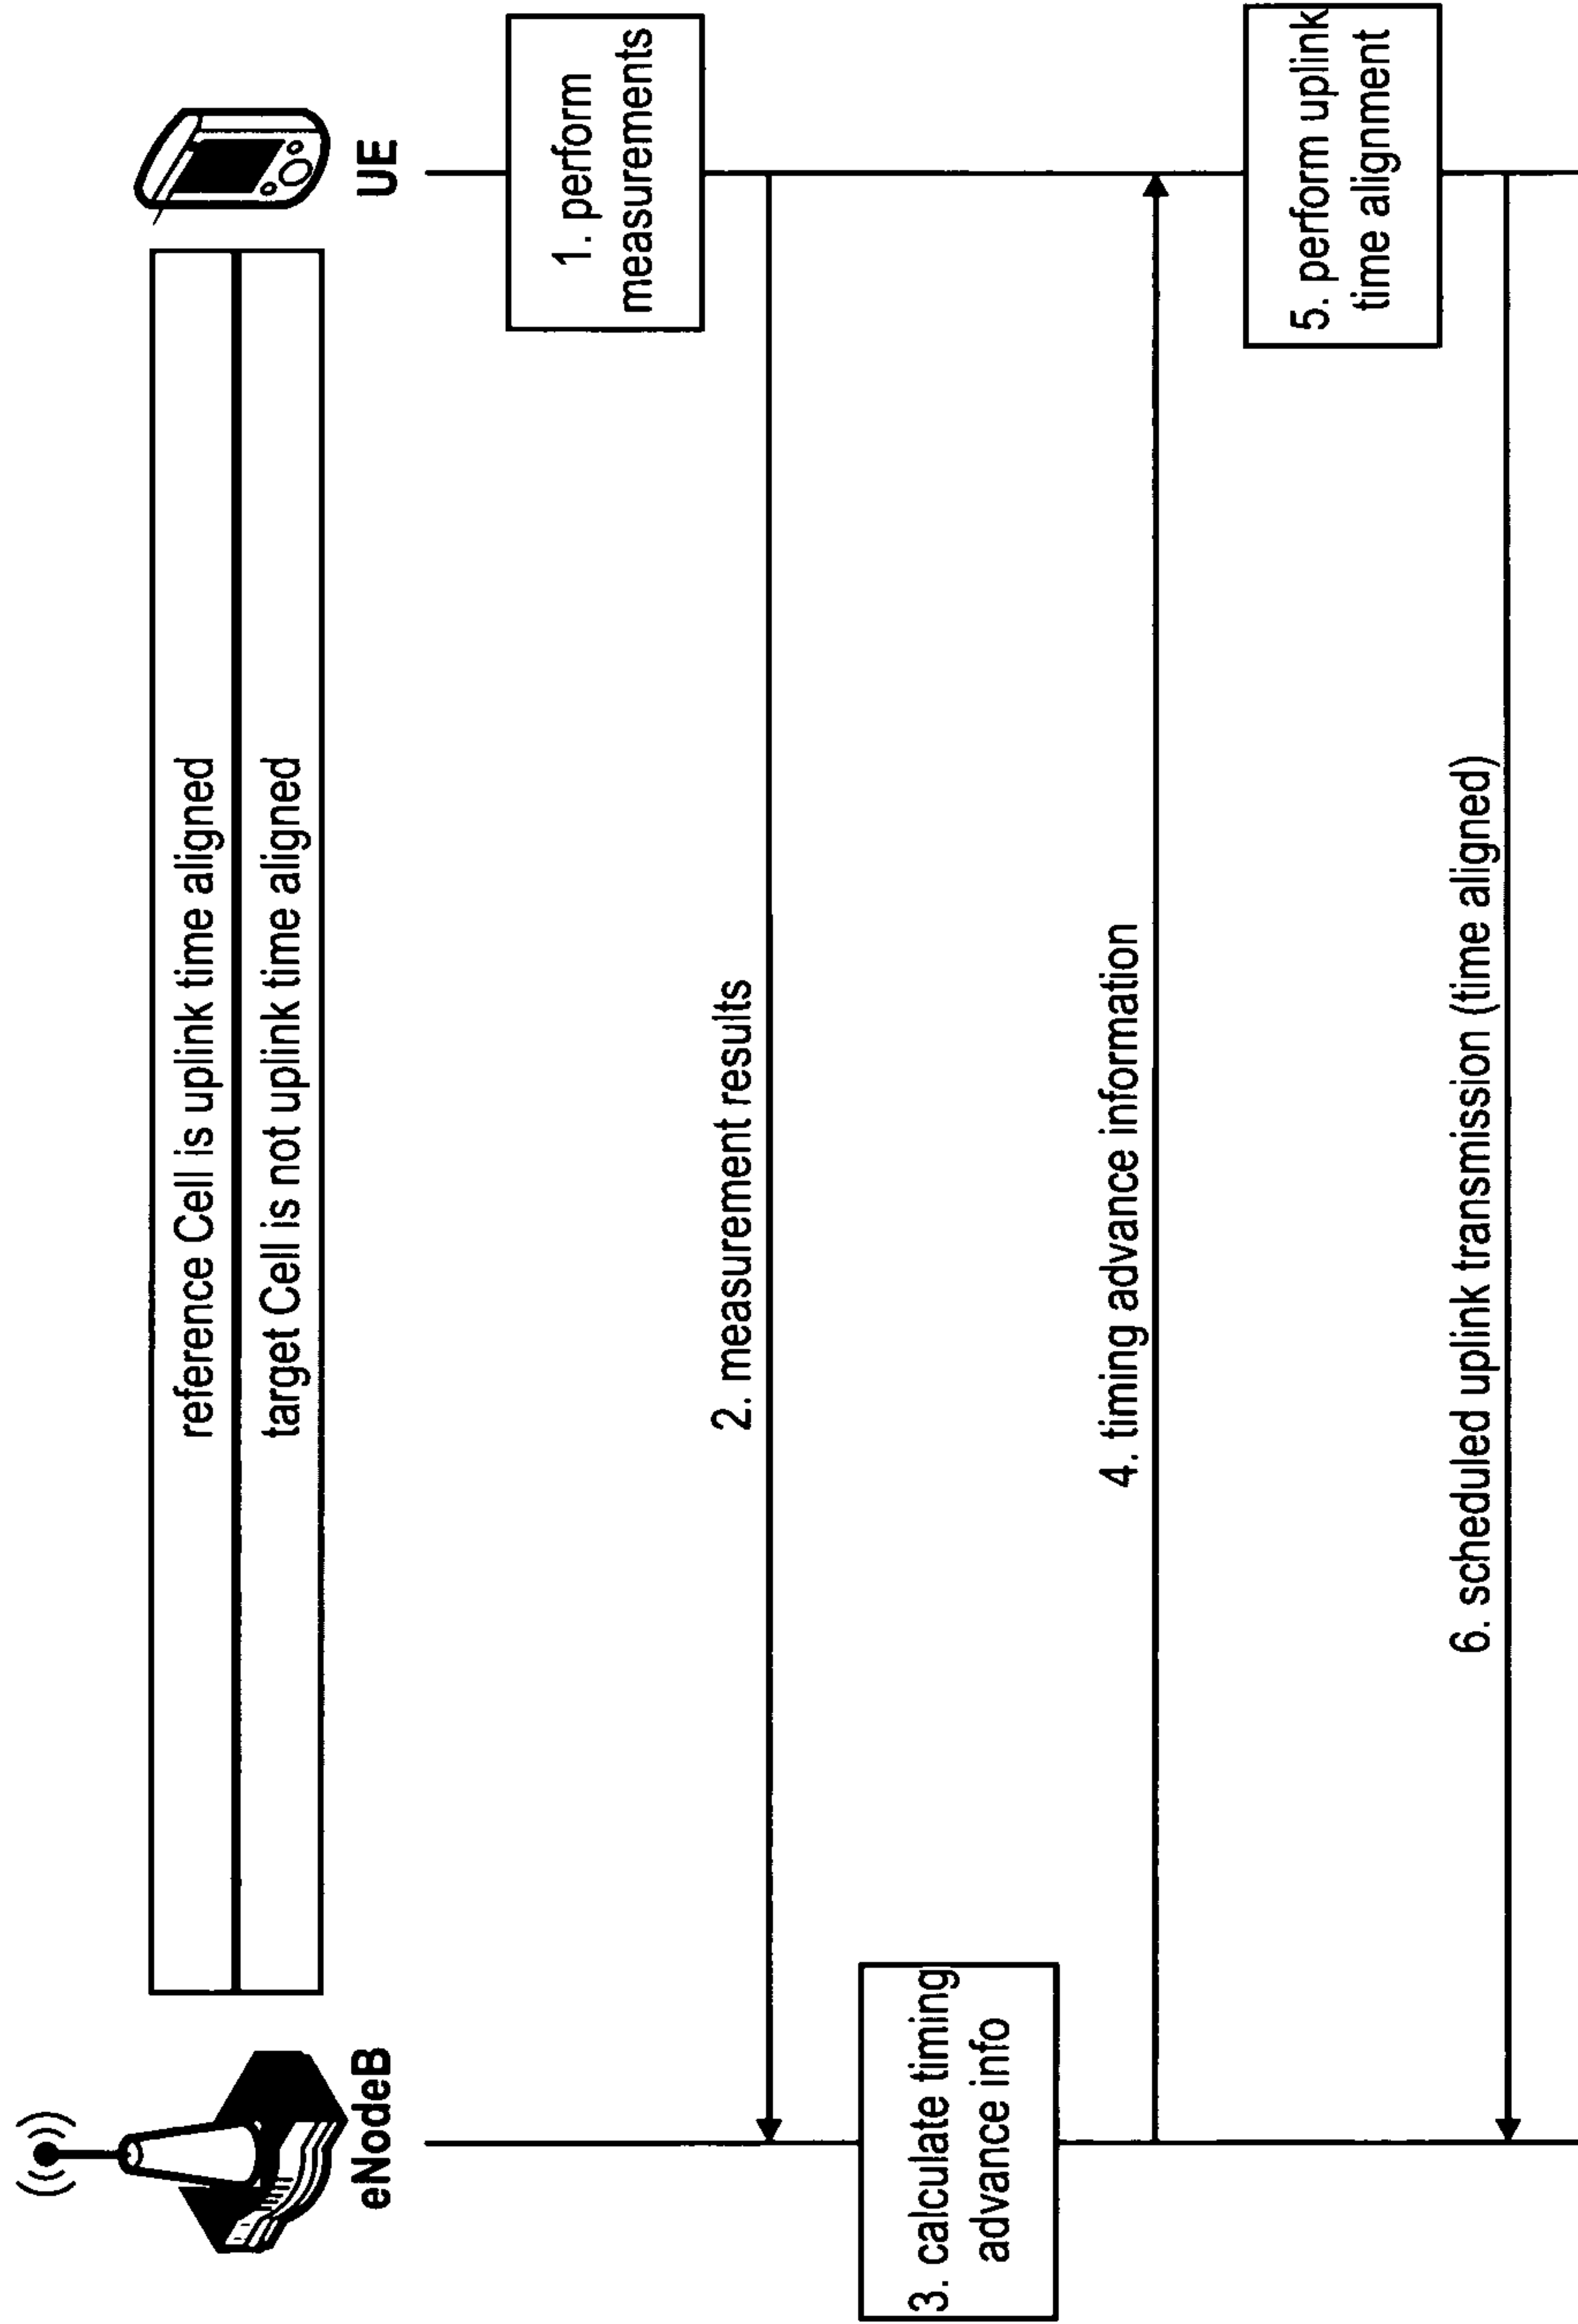 eNodeB
reference Cell is uplink time aligned
target Cell is not uplink time aligned
UE
1. perform
measurements
2. measurement results
3. calculate timing
advance info
4. timing advance information
5. perform uplink
time alignment
6. scheduled uplink transmission (time aligned)